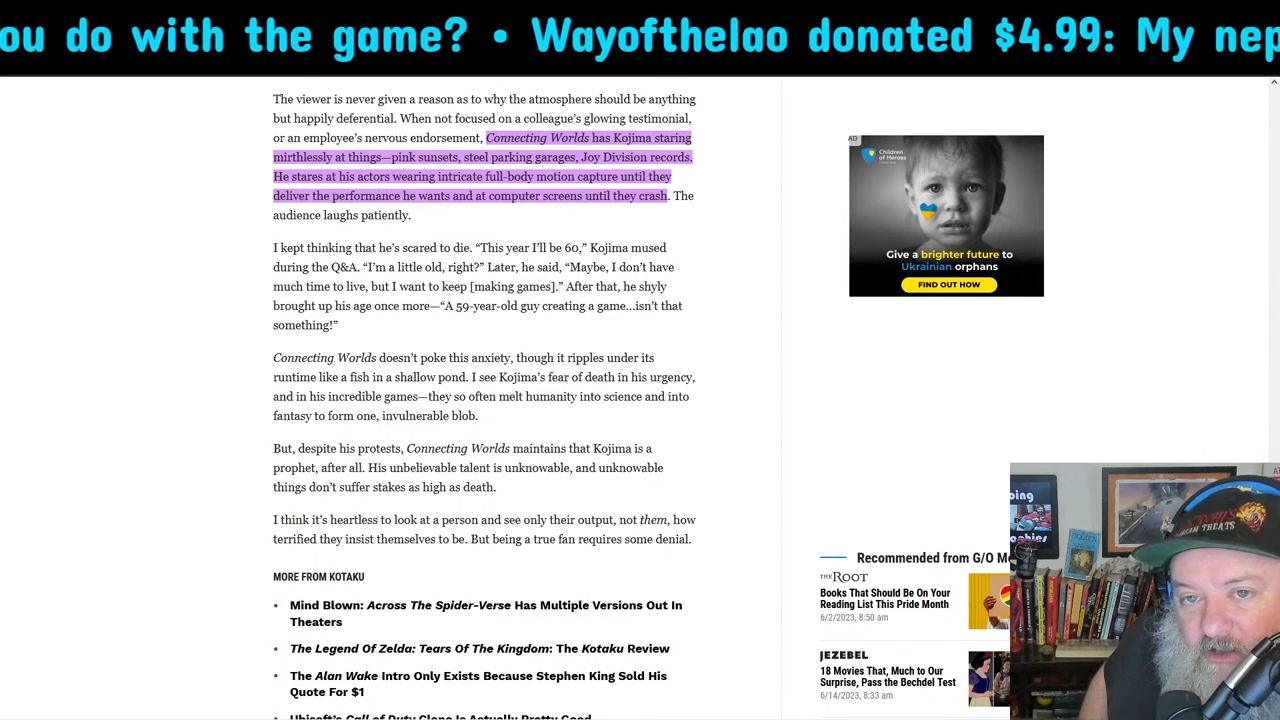 ou do with the game? • Wayofthelao donated $4.99: My nep
The viewer is never given a reason as to why the atmosphere should be anything
but happily deferential. When not focused on a colleague’s glowing testimonial,
or an employee’s nervous endorsement, Connecting Worlds has Kojima staring
mirthlessly at things—pink sunsets, steel parking garages, Joy Division records.
He stares at his actors wearing intricate full-body motion capture until they
deliver the performance he wants and at computer screens until they crash. The
audience laughs patiently.
I kept thinking that he’s scared to die. “This year I’ll be 60,” Kojima mused
during the Q&A. “I’m a little old, right?” Later, he said, “Maybe, I don’t have
much time to live, but I want to keep [making games].” After that, he shyly
brought up his age once more—“A 59-year-old guy creating a game…isn’t that
something!”
Connecting Worlds doesn’t poke this anxiety, though it ripples under its
runtime like a fish in a shallow pond. I see Kojima’s fear of death in his urgency,
and in his incredible games—they so often melt humanity into science and into
fantasy to form one, invulnerable blob.
But, despite his protests, Connecting Worlds maintains that Kojima is a
prophet, after all. His unbelievable talent is unknowable, and unknowable
things don’t suffer stakes as high as death.
I think it’s heartless to look at a person and see only their output, not them, how
terrified they insist themselves to be. But being a true fan requires some denial.
MORE FROM KOTAKU
• Mind Blown: Across The Spider-Verse Has Multiple Versions Out In
Theaters
• The Legend Of Zelda: Tears Of The Kingdom: The Kotaku Review
• The Alan Wake Intro Only Exists Because Stephen King Sold His
Quote For $1
• Ubisoft’s Call of Duty Clone Is Actually Pretty Good
AD
Children
of Heroes
Give a brighter future to
Ukrainian orphans
FIND OUT HOW
Recommended from G/O M
THE ROOT
Books That Should Be On Your
Reading List This Pride Month
6/2/2023, 8:50 am
JEZEBEL
18 Movies That, Much to Our
Surprise, Pass the Bechdel Test
6/14/2023, 8:33 am
oing
TREATS